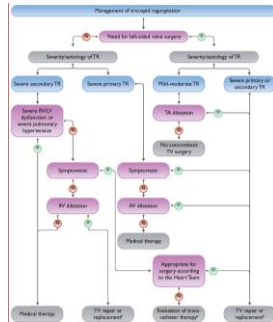 Management of tricuspid regurgitation
Need for left-sided valve surgery
N
Y
Severity/aetiology of TR
Severity/aetiology of TR
Severe secondary TR
Severe primary TR
Mild-moderate TR
Severe primary or
secondary TR
Severe RV/LV
dysfunction or
severe pulmonary
hypertension
TA dilatation
N
Y
Y
N
No concomitant
TV surgery
Symptomatic
Symptomatic
Y
N
N
RV dilatation
RV dilatation
Y
Y
N
N
Medical therapy
Appropriate for
surgery according to
the Heart Team
Y
N
Medical therapy
TV repair or
replacement
Evaluation of trans-
catheter therapy
TV repair or
replacement